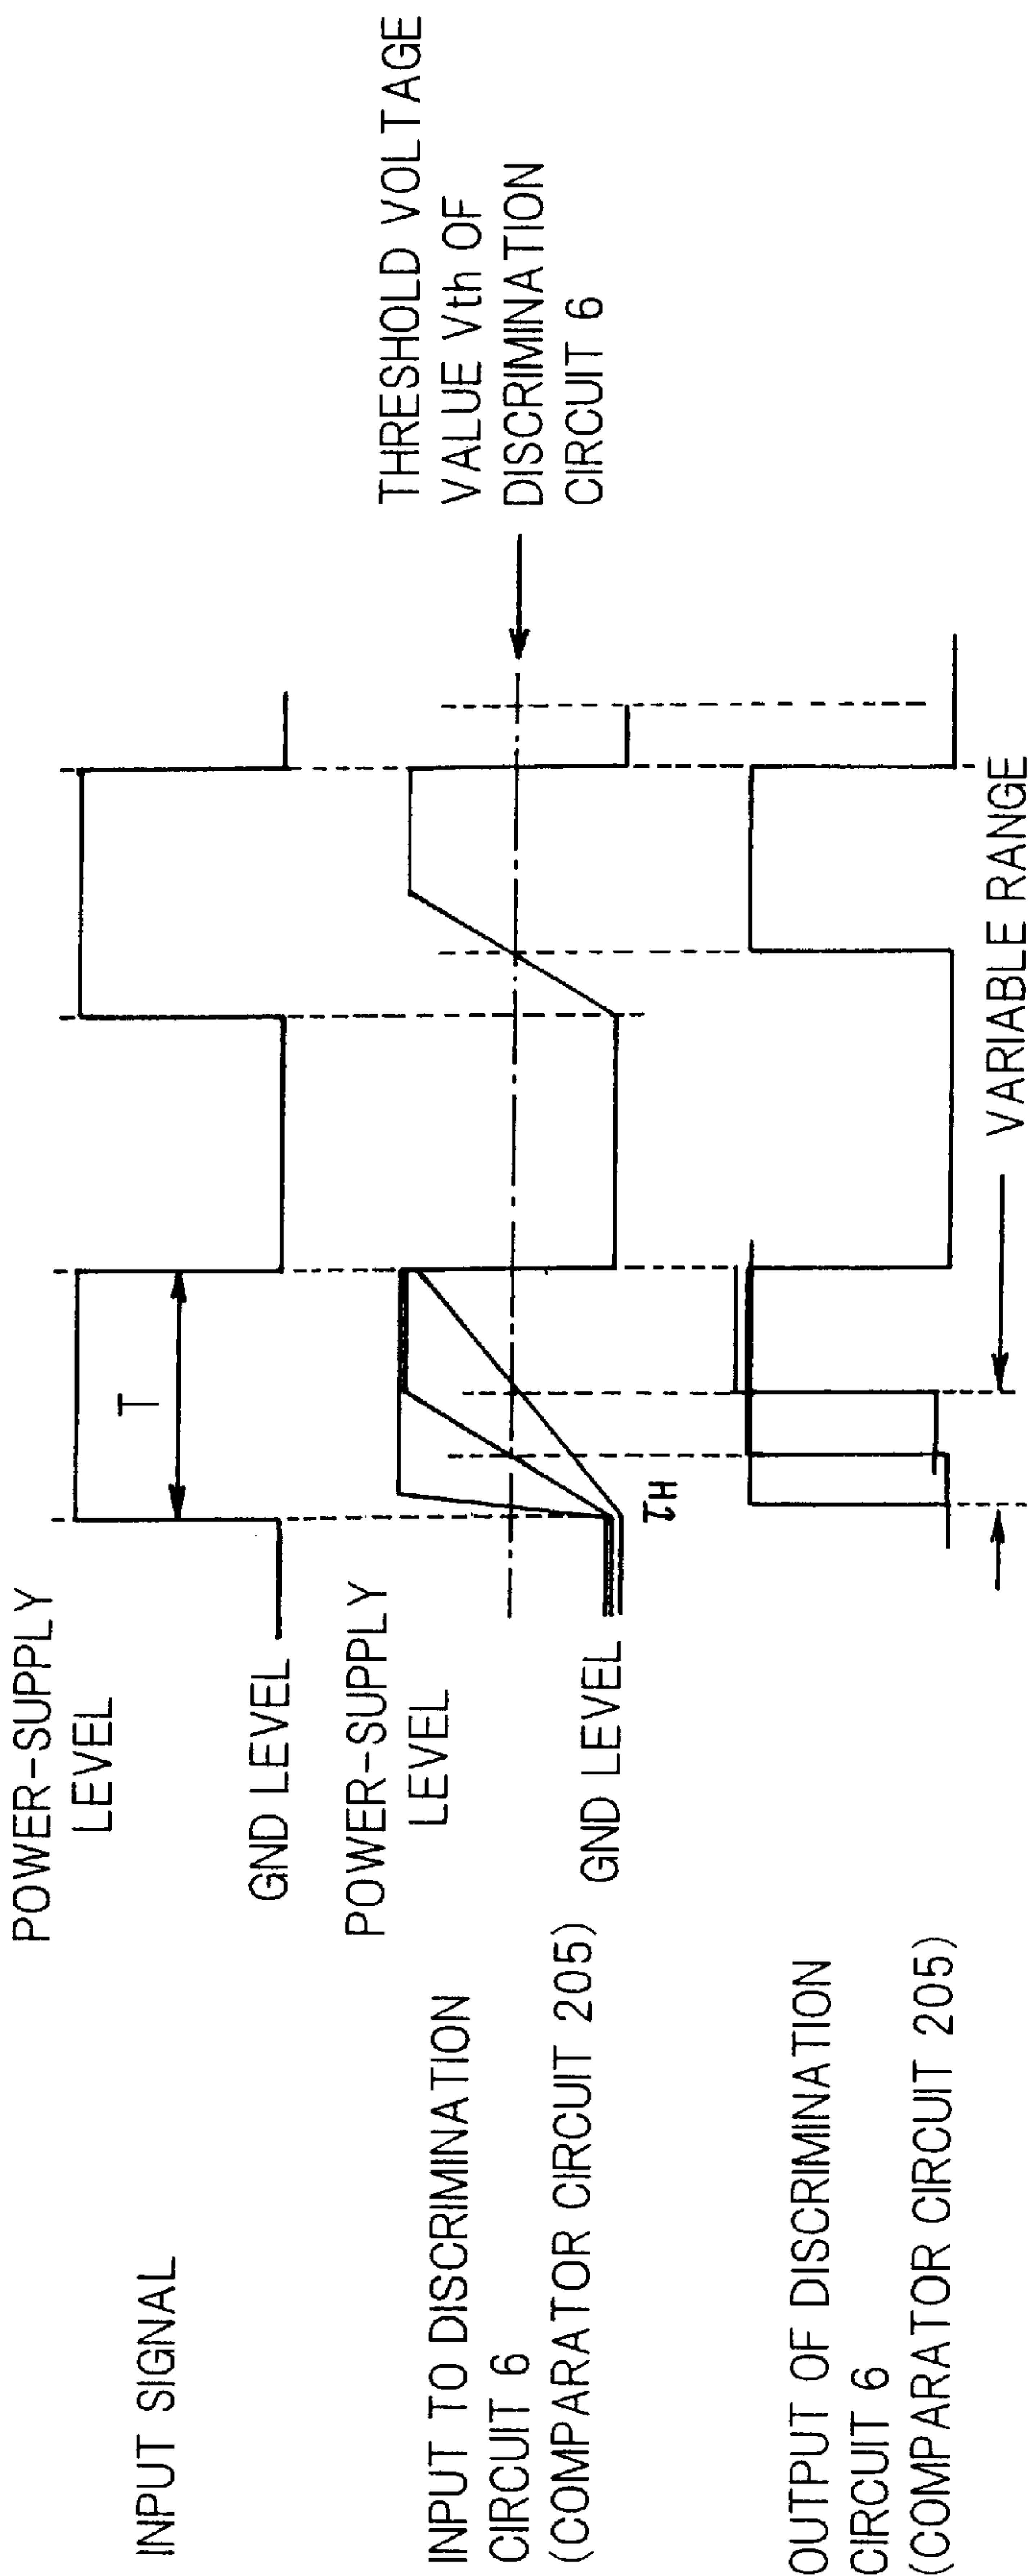 POWER-SUPPLY
LEVEL
T
INPUT SIGNAL
GND LEVEL
POWER-SUPPLY
LEVEL
THRESHOLD VOLTAGE
VALUE Vth OF
DISCRIMINATION
CIRCUIT 6
INPUT TO DISCRIMINATION
CIRCUIT 6
(COMPARATOR CIRCUIT 205)
GND LEVEL
τH
OUTPUT OF DISCRIMINATION
CIRCUIT 6
(COMPARATOR CIRCUIT 205)
VARIABLE RANGE